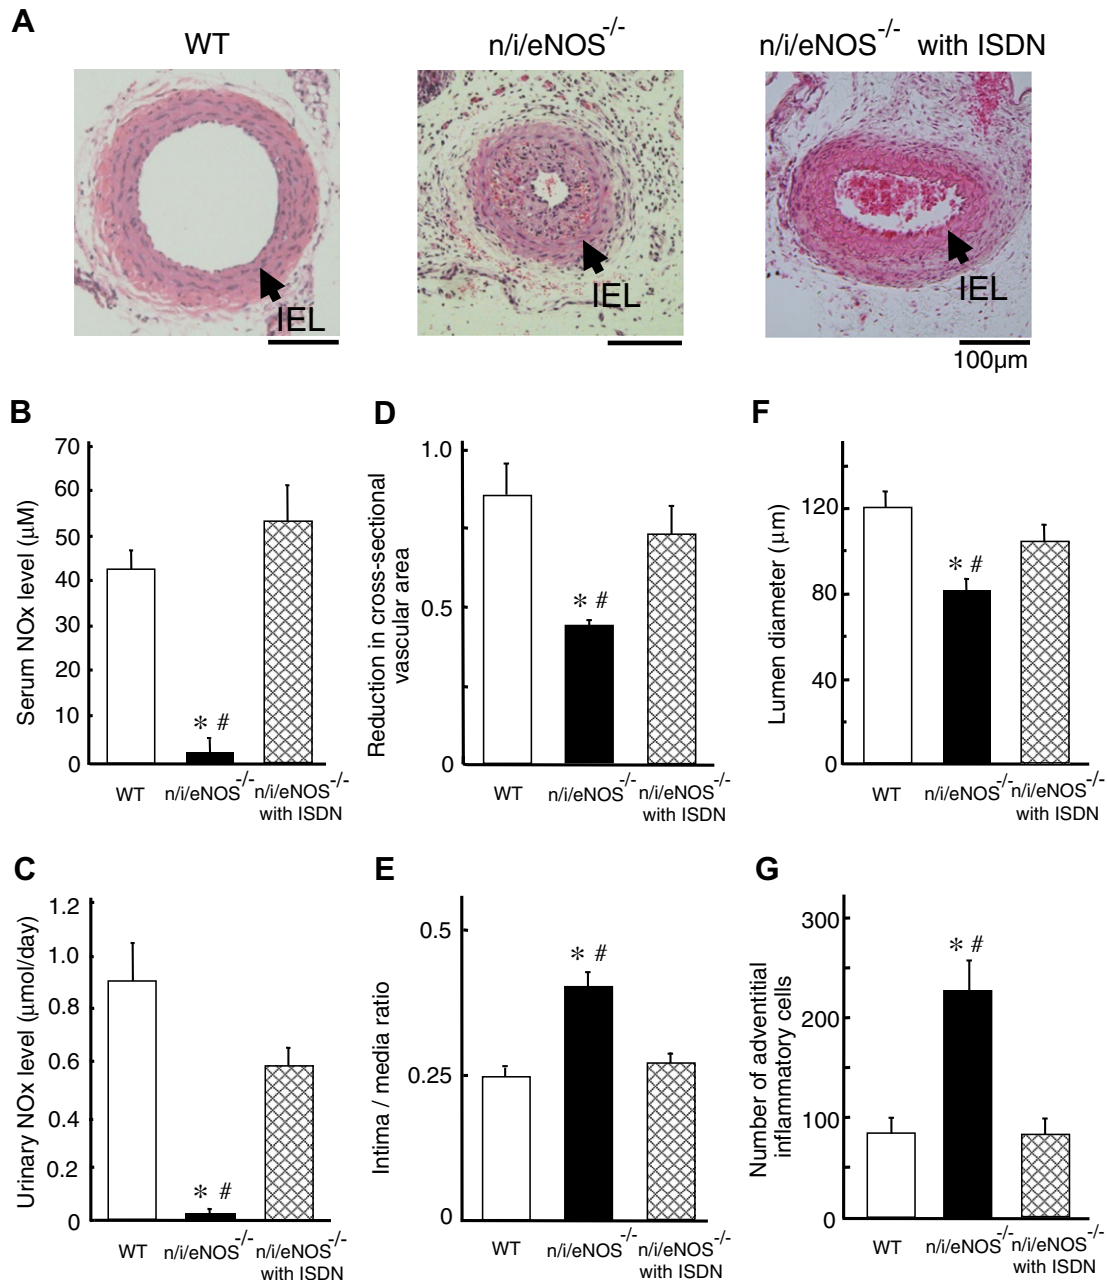 A
WT
n/i/eNOS-/-
n/i/eNOS-/- with ISDN
IEL
IEL
IEL
100µm
B
Serum NOx level (µM)
70
60
50
40
30
20
10
0
* #
WT
n/i/eNOS-/-
n/i/eNOS-/-
with ISDN
D
Reduction in cross-sectional
vascular area
1.0
0.5
0
* #
WT
n/i/eNOS-/-
n/i/eNOS-/-
with ISDN
F
Lumen diameter (µm)
120
80
40
0
* #
WT
n/i/eNOS-/-
n/i/eNOS-/-
with ISDN
C
Urinary NOx level (µmol/day)
1.2
1.0
0.8
0.6
0.4
0.2
0
* #
WT
n/i/eNOS-/-
n/i/eNOS-/-
with ISDN
E
Intima / media ratio
0.5
0.25
0
* #
WT
n/i/eNOS-/-
n/i/eNOS-/-
with ISDN
G
Number of adventitial
inflammatory cells
300
200
100
0
* #
WT
n/i/eNOS-/-
n/i/eNOS-/-
with ISDN